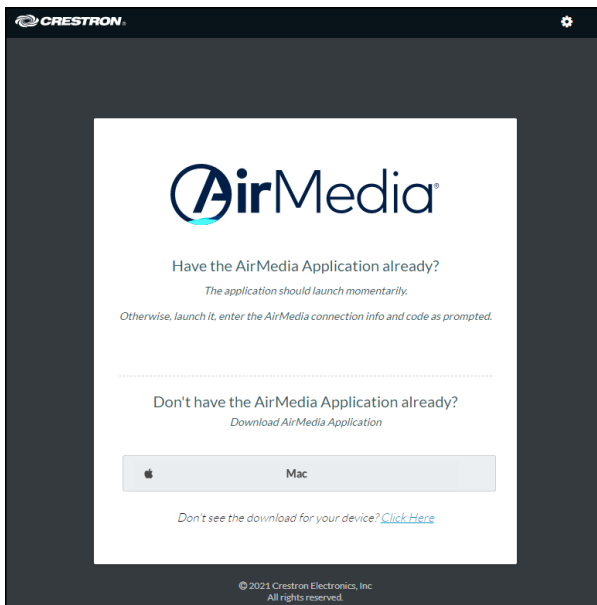 CRESTRON®
AirMedia®
Have the AirMedia Application already?
The application should launch momentarily.
Otherwise, launch it, enter the AirMedia connection info and code as prompted.
Don't have the AirMedia Application already?
Download AirMedia Application
Mac
Don't see the download for your device? Click Here
© 2021 Crestron Electronics, Inc
All rights reserved.